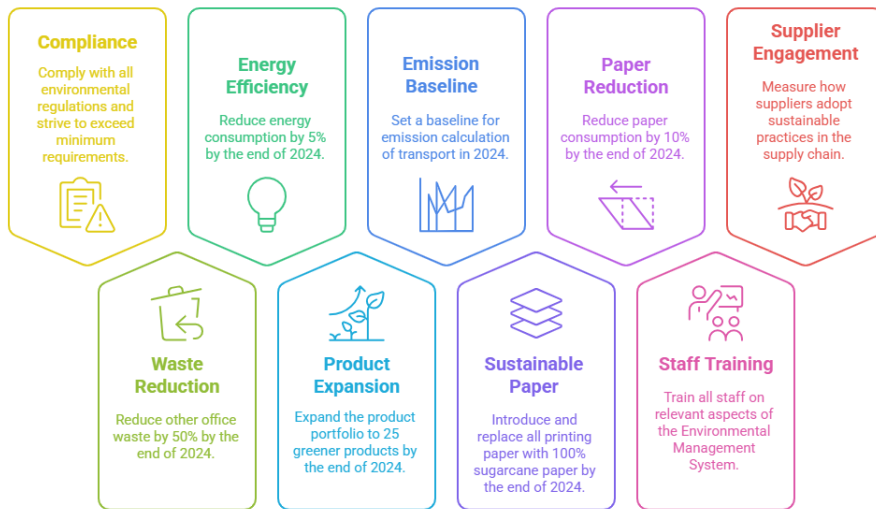 Compliance
Comply with all
environmental
regulations and
strive to exceed
minimum
requirements.
Energy
Efficiency
Reduce energy
consumption by 5%
by the end of 2024.
Emission
Baseline
Set a baseline for
emission calculation
of transport in 2024.
Paper
Reduction
Reduce paper
consumption by 10%
by the end of 2024.
Supplier
Engagement
Measure how
suppliers adopt
sustainable
practices in the
supply chain.
Waste
Reduction
Reduce other office
waste by 50% by the
end of 2024.
Product
Expansion
Expand the product
portfolio to 25
greener products by
the end of 2024.
Sustainable
Paper
Introduce and
replace all printing
paper with 100%
sugarcane paper by
the end of 2024.
Staff Training
Train all staff on
relevant aspects of
the Environmental
Management
System.